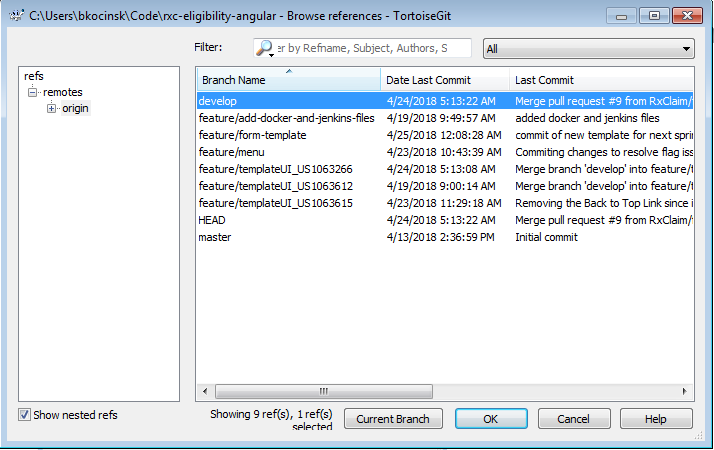 C:\Users\bkocinsk\Code\rxc-eligibility-angular - Browse references - TortoiseGit
Filter: er by Refname, Subject, Authors, S All
refs
remotes
origin
Branch Name Date Last Commit Last Commit
develop 4/24/2018 5:13:22 AM Merge pull request #9 from RxClaim/
feature/add-docker-and-jenkins-files 4/19/2018 9:49:57 AM added docker and jenkins files
feature/form-template 4/25/2018 12:08:28 AM commit of new template for next sprin
feature/menu 4/23/2018 10:43:39 AM Commiting changes to resolve flag iss
feature/templateUI_US1063266 4/24/2018 5:13:08 AM Merge branch 'develop' into feature/t
feature/templateUI_US1063612 4/19/2018 9:00:14 AM Merge branch 'develop' into feature/t
feature/templateUI_US1063615 4/23/2018 11:29:18 AM Removing the Back to Top Link since i
HEAD 4/24/2018 5:13:22 AM Merge pull request #9 from RxClaim/
master 4/13/2018 2:36:59 PM Initial commit
Show nested refs
Showing 9 ref(s), 1 ref(s)
selected
Current Branch OK Cancel Help